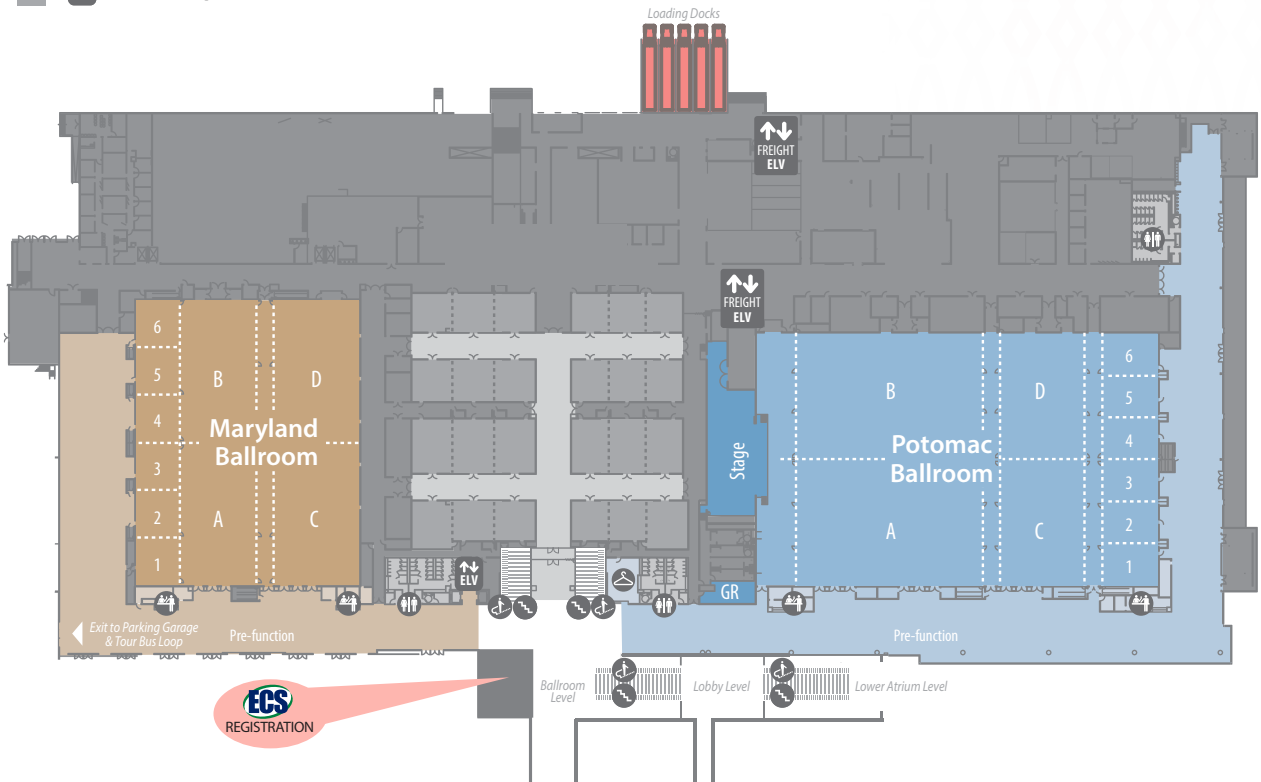 Loading Docks
FREIGHT
ELV
FREIGHT
ELV
6
5
4
3
2
1
B
D
A
C
Maryland
Ballroom
Stage
B
D
A
C
Potomac
Ballroom
6
5
4
3
2
1
ELV
GR
Exit to Parking Garage
& Tour Bus Loop
Pre-function
Pre-function
Ballroom
Level
Lobby Level
Lower Atrium Level
ECS
REGISTRATION